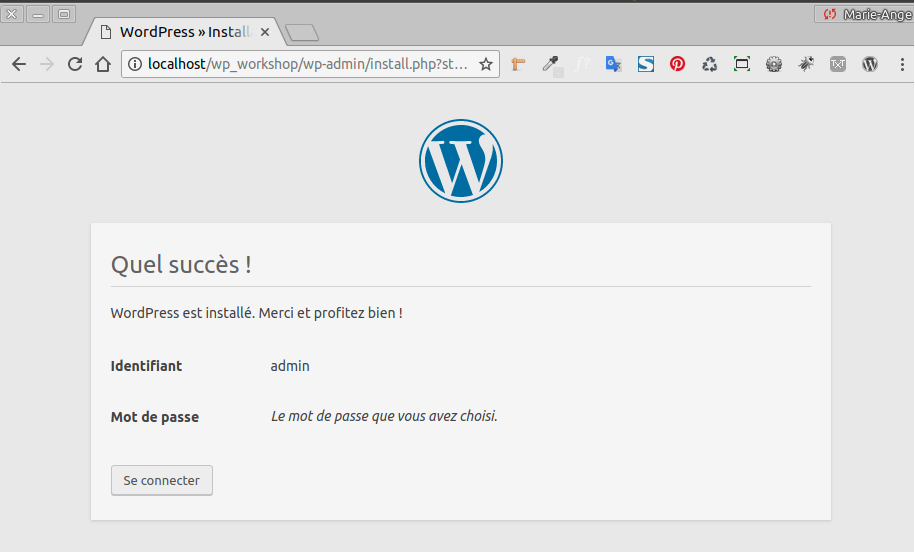 Marie-Ange
WordPress » Install
localhost/wp_workshop/wp-admin/install.php?st...
TXT
Quel succès !
WordPress est installé. Merci et profitez bien !
Identifiant admin
Mot de passe Le mot de passe que vous avez choisi.
Se connecter